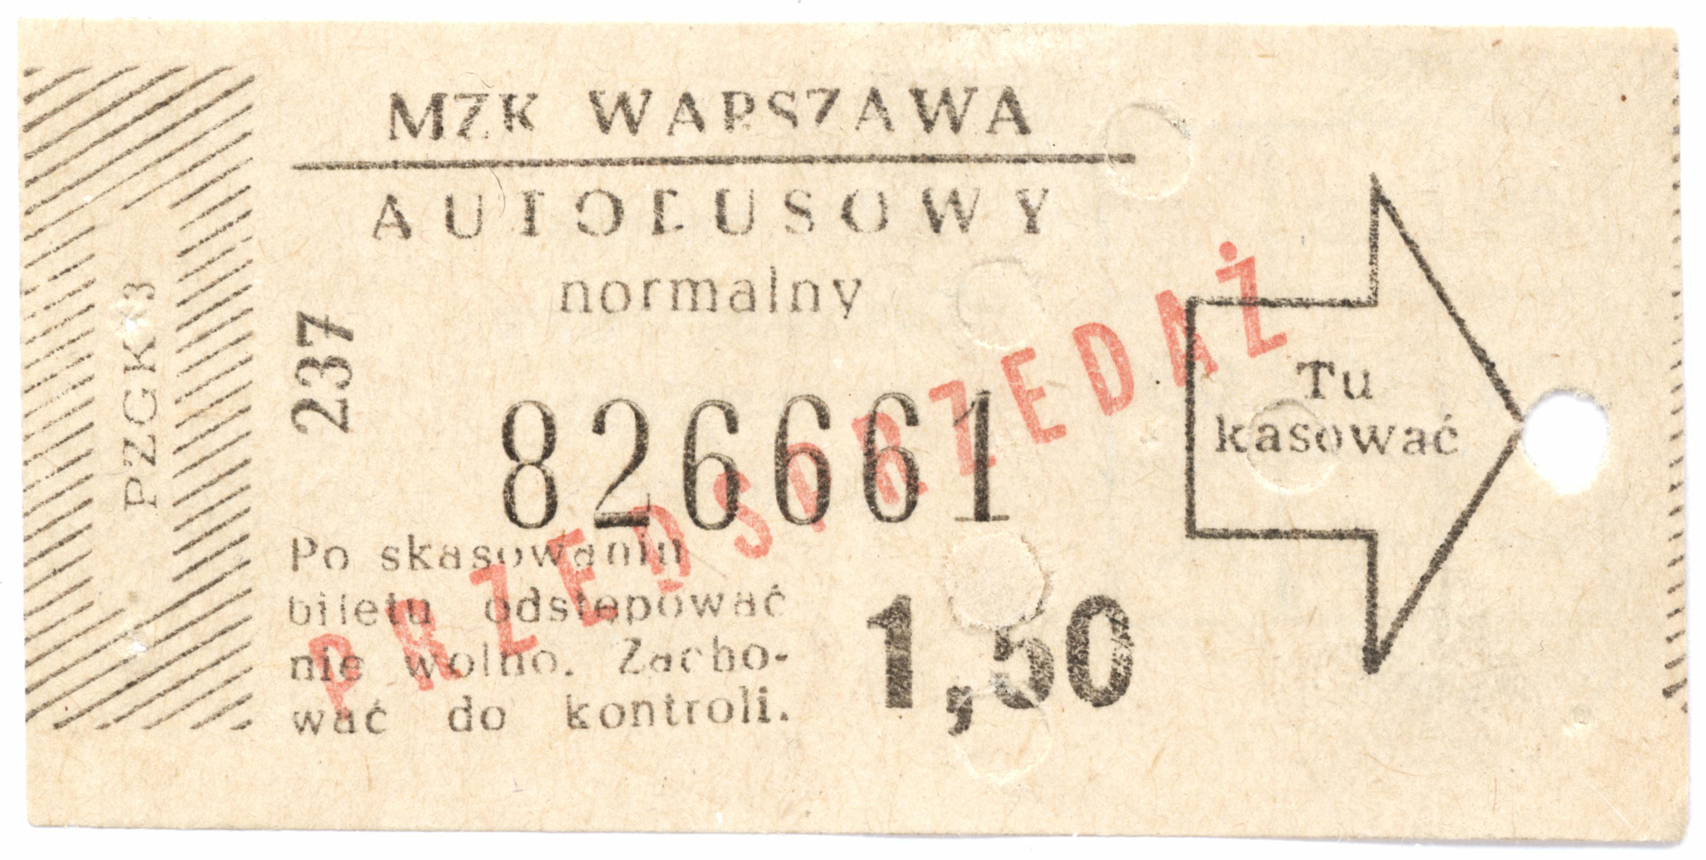 MZK WARSZAWA
AUTOBUSOWY
normalny
PZGK 3
237
826661
PRZEDSPRZEDAŻ
Tu
kasować
Po skasowaniu
biletu odstępować
nie wolno. Zacho-
wać do kontroli.
1,50